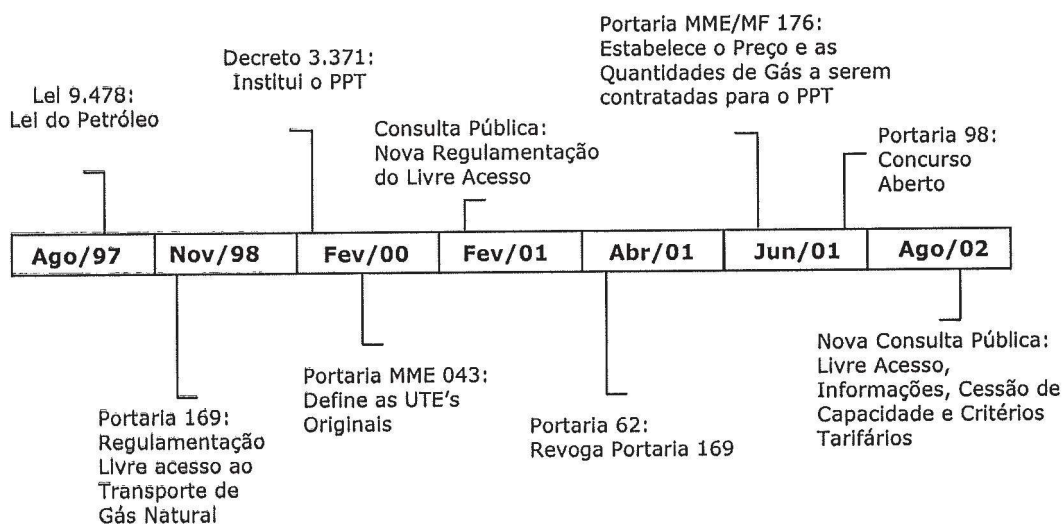 Lei 9.478:
Lei do Petróleo
Decreto 3.371:
Institui o PPT
Consulta Pública:
Nova Regulamentação
do Livre Acesso
Portaria MME/MF 176:
Estabelece o Preço e as
Quantidades de Gás a serem
contratadas para o PPT
Portaria 98:
Concurso
Aberto
Ago/97 Nov/98 Fev/00 Fev/01 Abr/01 Jun/01 Ago/02
Portaria 169:
Regulamentação
Livre acesso ao
Transporte de
Gás Natural
Portaria MME 043:
Define as UTE's
Originais
Portaria 62:
Revoga Portaria 169
Nova Consulta Pública:
Livre Acesso,
Informações, Cessão de
Capacidade e Critérios
Tarifários